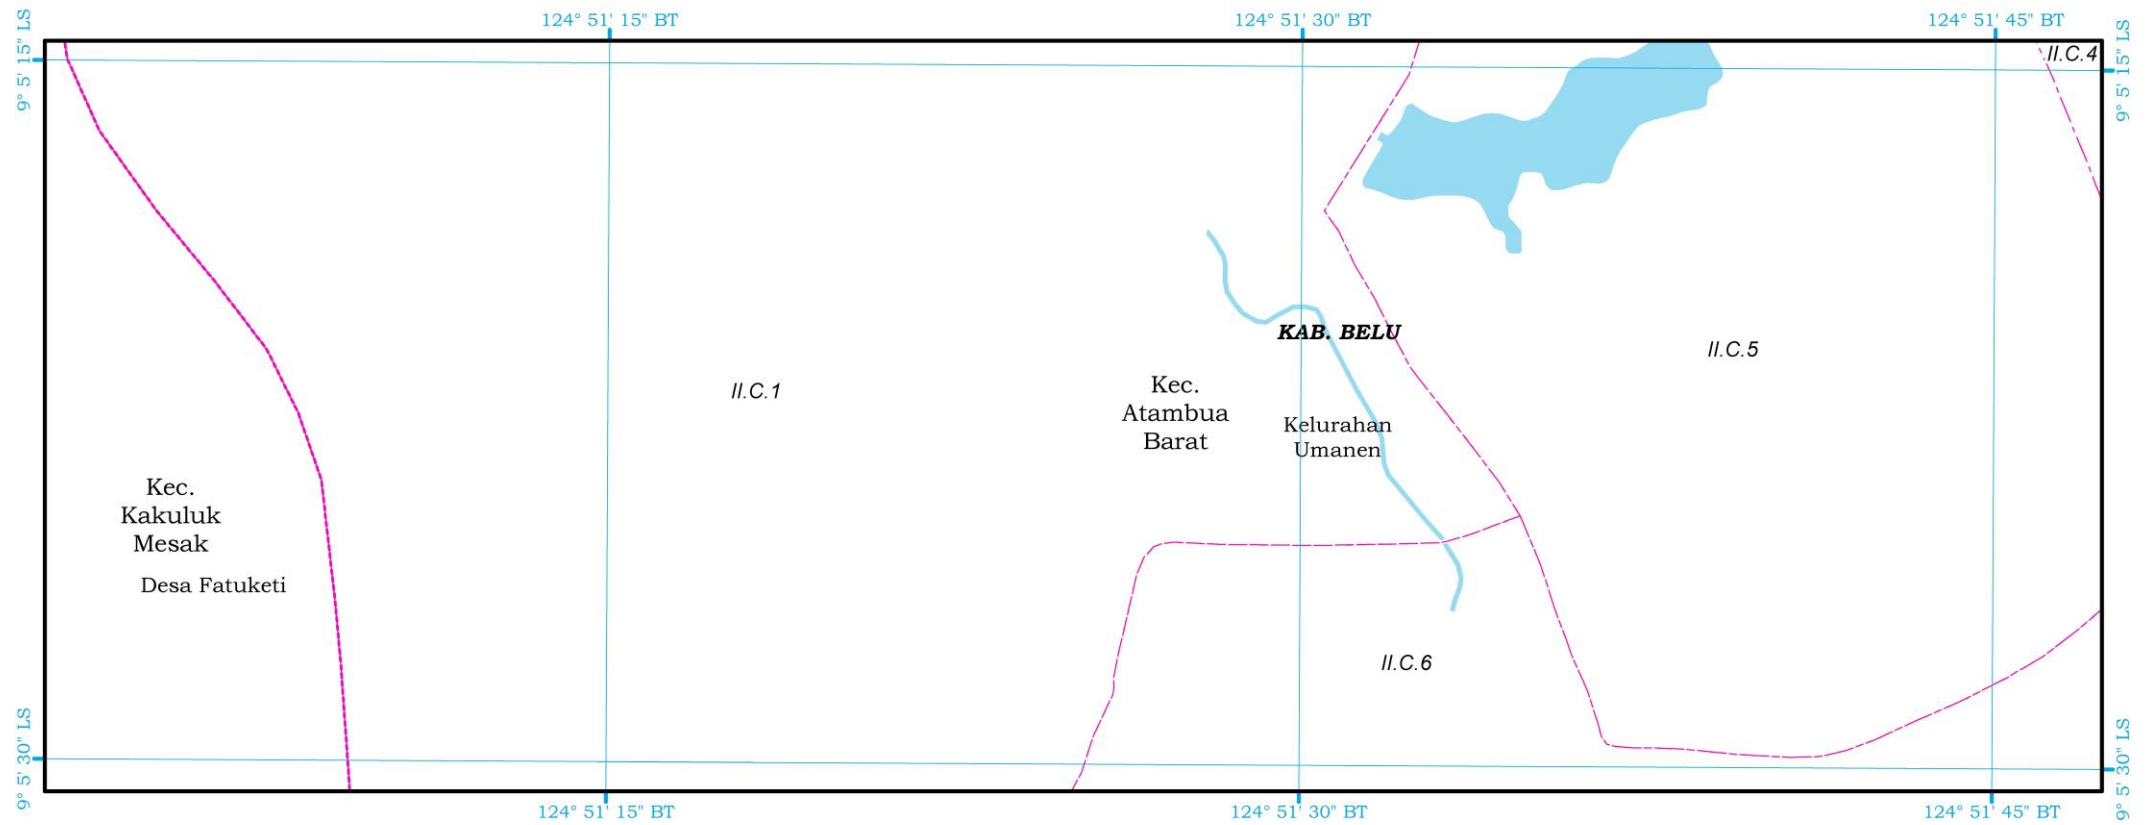 124° 51' 15" BT
124° 51' 30" BT
124° 51' 45" BT
9° 5' 15" LS
9° 5' 15" LS
II.C.4
KAB. BELU
II.C.5
II.C.1
Kec.
Atambua
Barat
Kelurahan
Umanen
Kec.
Kakuluk
Mesak
Desa Fatuketi
II.C.6
9° 5' 30" LS
9° 5' 30" LS
124° 51' 15" BT
124° 51' 30" BT
124° 51' 45" BT